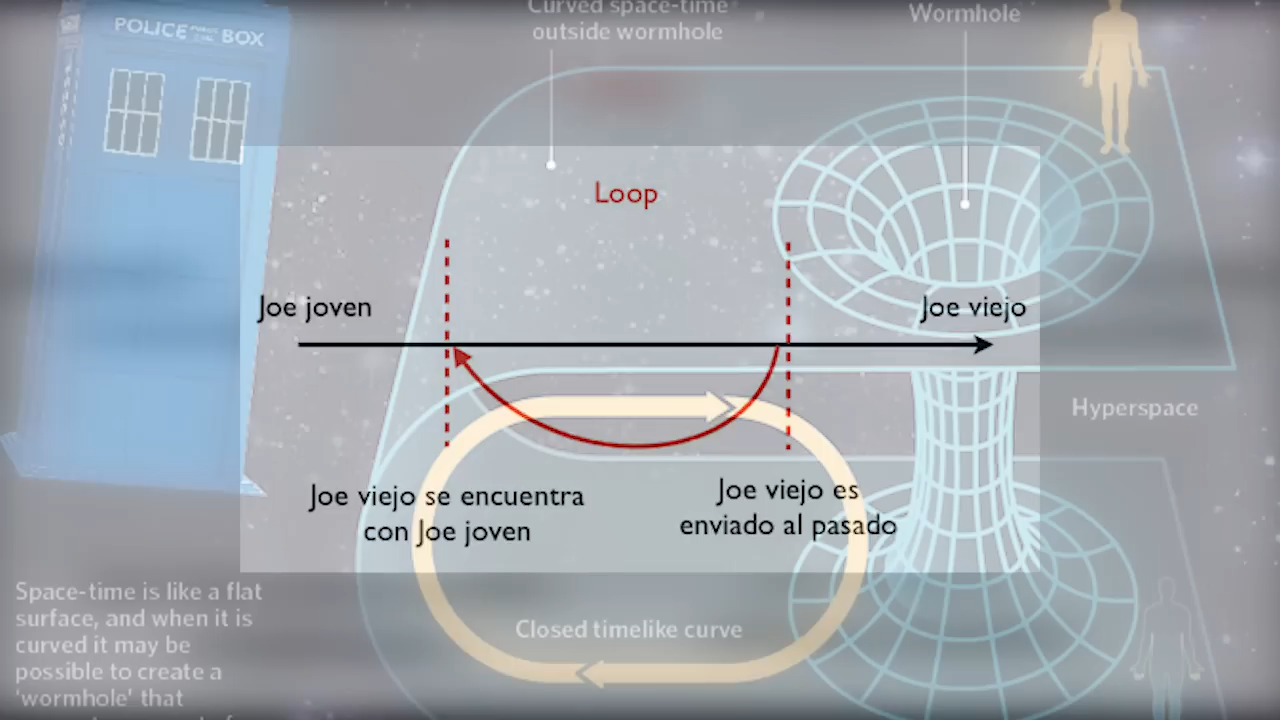 POLICE BOX
Curved space-time
outside wormhole
Wormhole
Loop
Joe joven
Joe viejo
Hyperspace
Joe viejo se encuentra
con Joe joven
Joe viejo es
enviado al pasado
Space-time is like a flat
surface, and when it is
curved it may be
possible to create a
'wormhole' that
Closed timelike curve